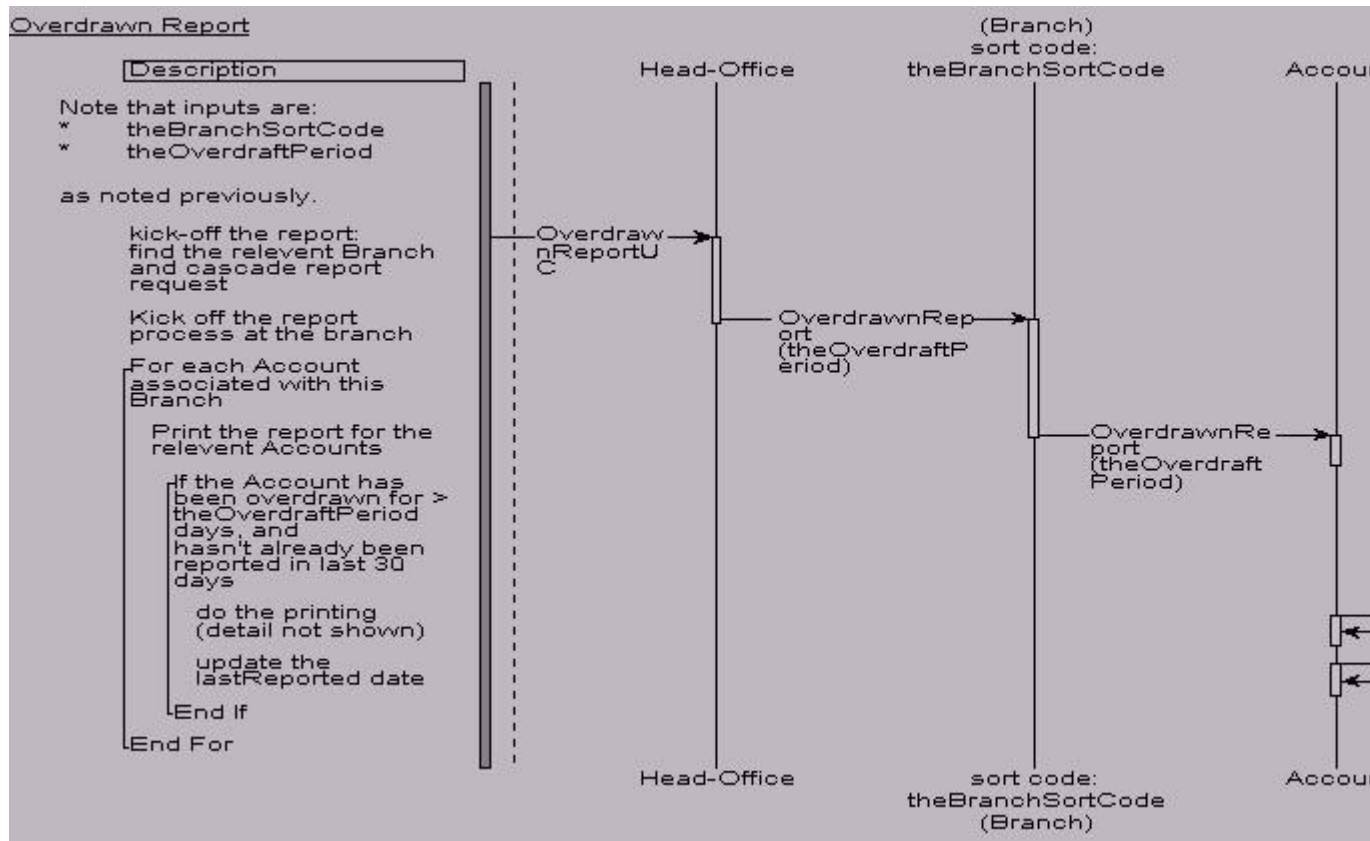 Overdrawn Report
(Branch)
sort code:
theBranchSortCode
Head-Office
Accou
Description
Note that inputs are:
* theBranchSortCode
* theOverdraftPeriod
as noted previously.
kick-off the report:
find the relevent Branch
and cascade report
request
Overdraw
nReportU
C
Kick off the report
process at the branch
OverdrawnRep
ort
(theOverdraftP
eriod)
For each Account
associated with this
Branch
Print the report for the
relevent Accounts
OverdrawnRe
port
(theOverdraft
Period)
If the Account has
been overdrawn for >
theOverdraftPeriod
days, and
hasn't already been
reported in last 30
days
do the printing
(detail not shown)
update the
lastReported date
End If
End For
Head-Office
sort code:
theBranchSortCode
(Branch)
Accou